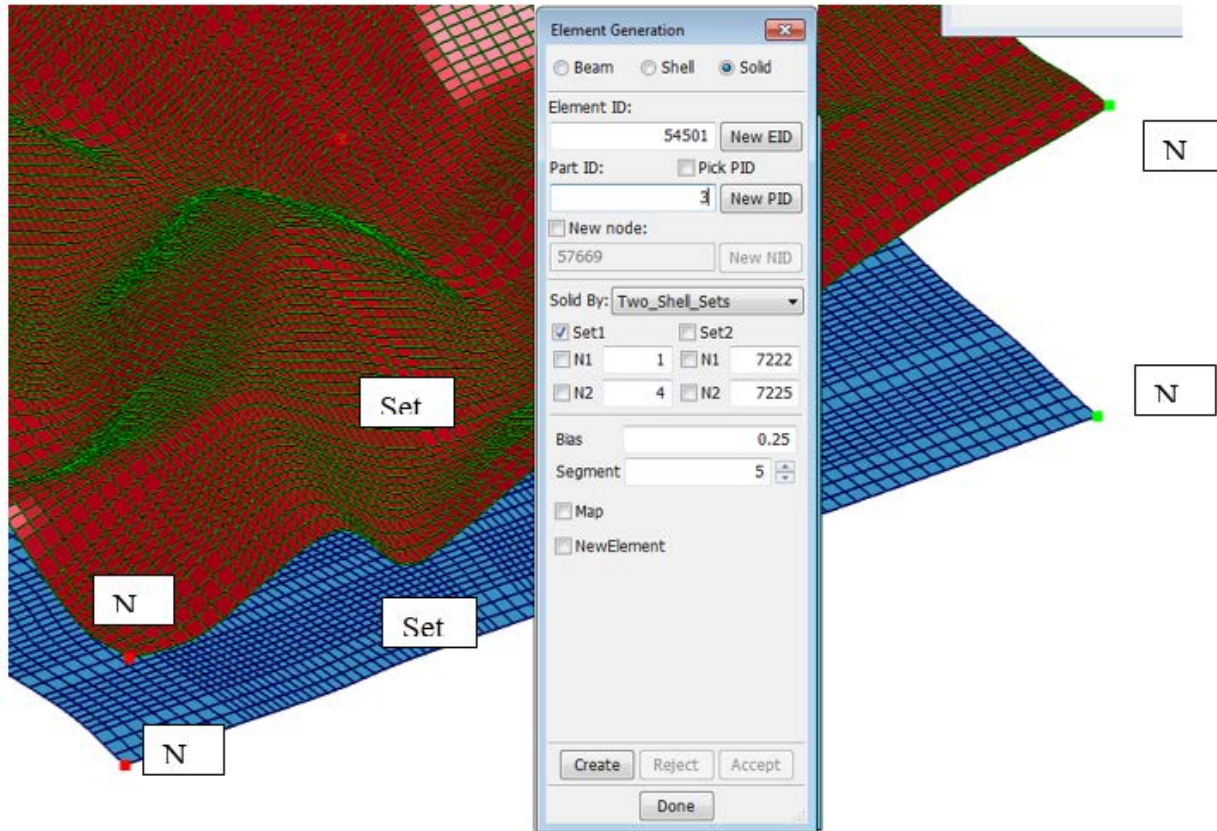 Element Generation
Beam Shell Solid
Element ID:
54501 New EID
Part ID: Pick PID
3 New PID
New node:
57669 New NID
Solid By: Two_Shell_Sets
Set1 Set2
N1 1 N1 7222
N2 4 N2 7225
Bias 0.25
Segment 5
Map
NewElement
Create Reject Accept
Done
N
N
Set
N
Set
N